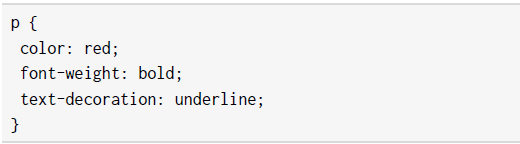 p {
 color: red;
 font-weight: bold;
 text-decoration: underline;
}